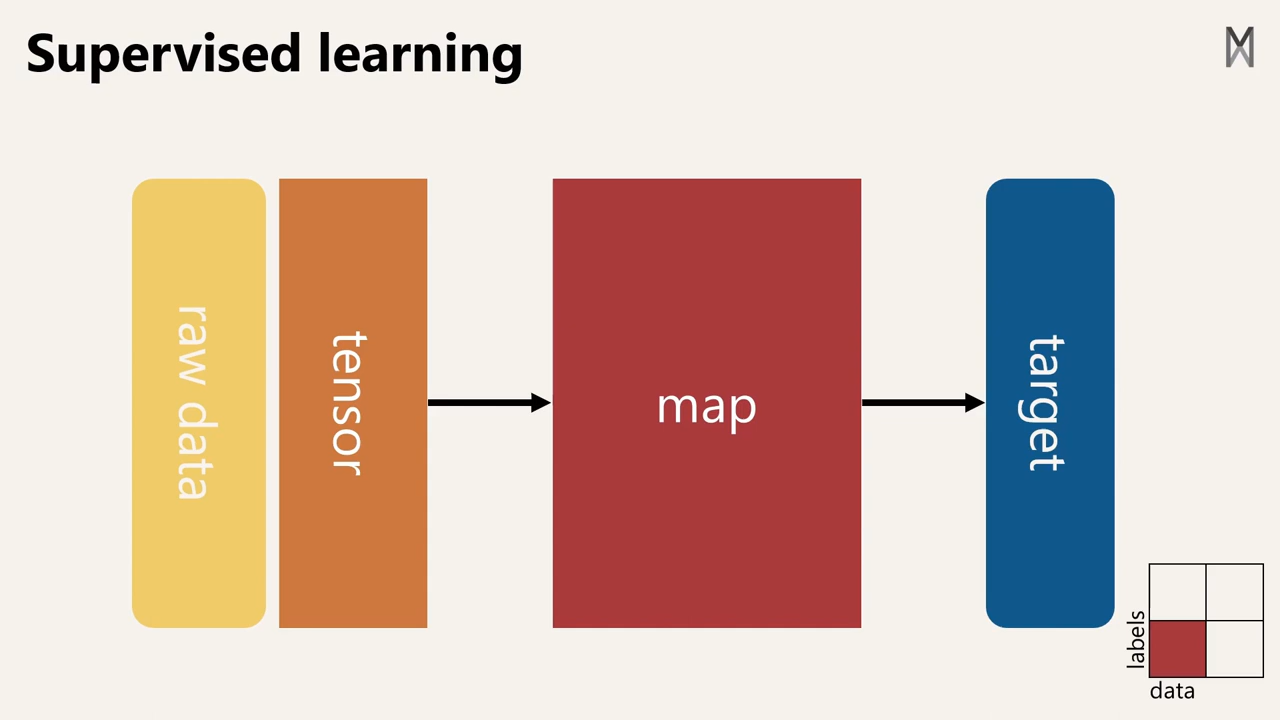 Supervised learning
raw data
tensor
map
target
labels
data